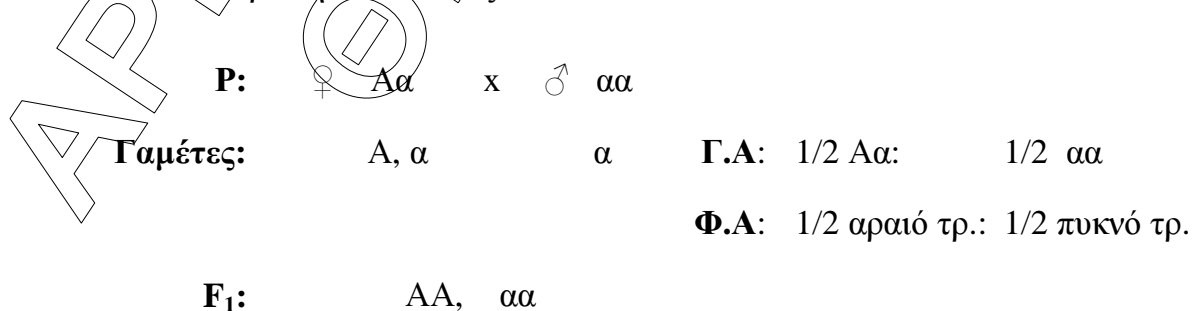 P: ♀ Αα x ♂ αα
Γαμέτες: Α, α α Γ.Α: 1/2 Αα: 1/2 αα
Φ.Α: 1/2 αραιό τρ.: 1/2 πυκνό τρ.
F₁: ΑΑ, αα